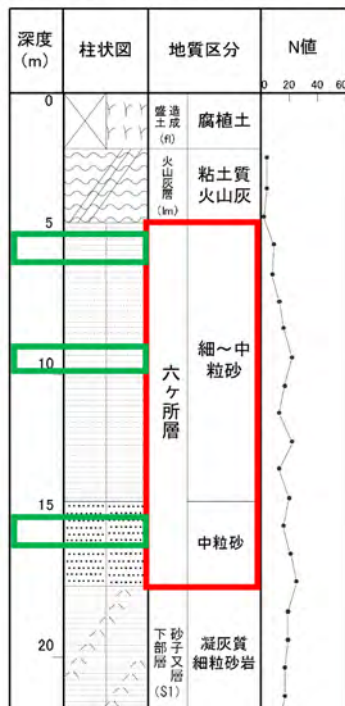 深度
(m)
柱状図
地質区分
N値
0 20 40 60
0
盛土
造成
(fl)
腐植土
火山灰層
(lm)
粘土質
火山灰
5
六ケ所層
細～中
粒砂
10
15
中粒砂
下部層
砂子又層
(S1)
凝灰質
細粒砂岩
20